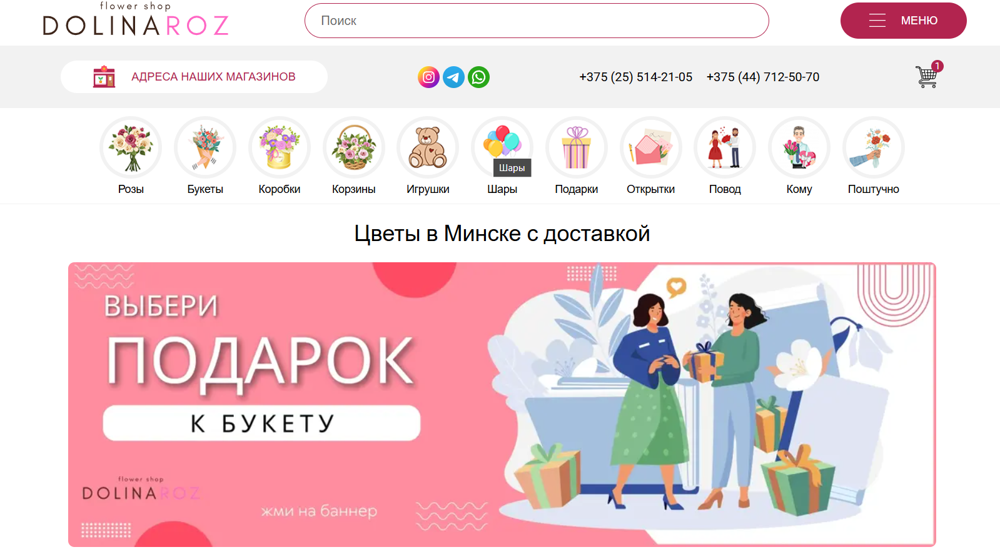 flower shop
DOLINAROZ
Поиск
МЕНЮ
АДРЕСА НАШИХ МАГАЗИНОВ
+375 (25) 514-21-05 +375 (44) 712-50-70
1
Шары
Розы Букеты Коробки Корзины Игрушки Шары Подарки Открытки Повод Кому Поштучно
Цветы в Минске с доставкой
ВЫБЕРИ
ПОДАРОК
К БУКЕТУ
flower shop
DOLINAROZ
жми на баннер